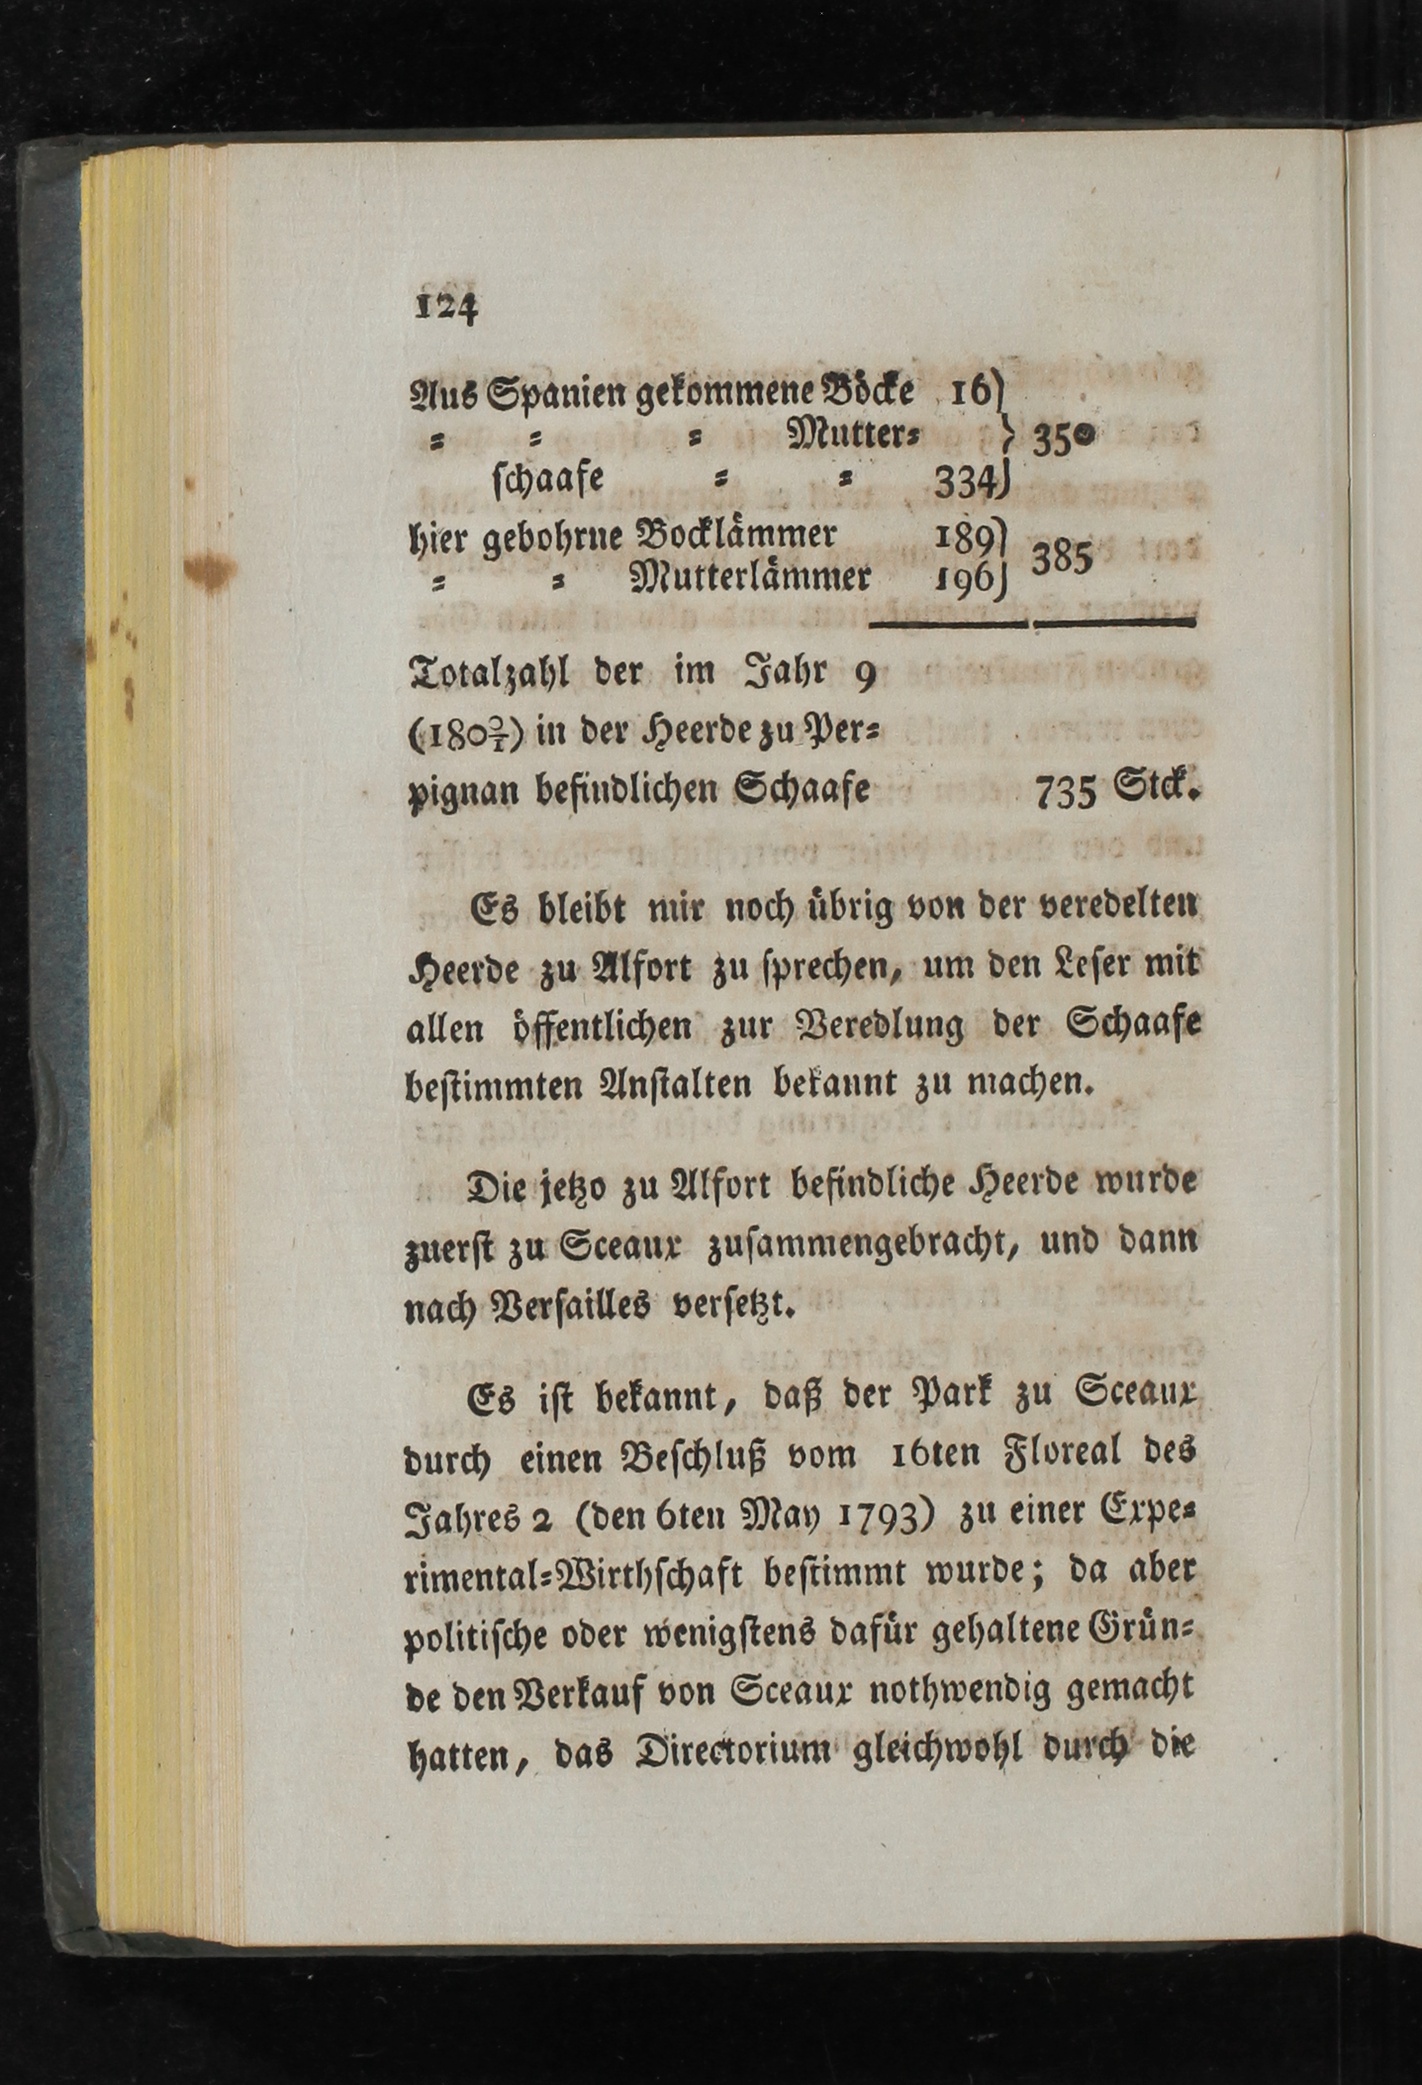 124
Aus Spanien gekommene Böcke 16)
= = = Mutter= } 350
schaafe = = 334)
hier gebohrne Bocklämmer 189)
= = Mutterlämmer 196) 385
Totalzahl der im Jahr 9
(180⁰⁄₁) in der Heerde zu Per=
pignan befindlichen Schaafe 735 Stck.
Es bleibt mir noch übrig von der veredelten
Heerde zu Alfort zu sprechen, um den Leser mit
allen öffentlichen zur Veredlung der Schaafe
bestimmten Anstalten bekannt zu machen.
Die jetzo zu Alfort befindliche Heerde wurde
zuerst zu Sceaux zusammengebracht, und dann
nach Versailles versetzt.
Es ist bekannt, daß der Park zu Sceaux
durch einen Beschluß vom 16ten Floreal des
Jahres 2 (den 6ten May 1793) zu einer Expe=
rimental=Wirthschaft bestimmt wurde; da aber
politische oder wenigstens dafür gehaltene Grün=
de den Verkauf von Sceaux nothwendig gemacht
hatten, das Directorium gleichwohl durch die